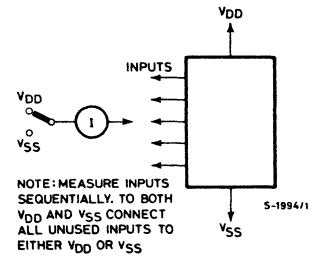 VDD
INPUTS
VDD
I
VSS
NOTE: MEASURE INPUTS
SEQUENTIALLY. TO BOTH
VDD AND VSS CONNECT
ALL UNUSED INPUTS TO
EITHER VDD OR VSS
S-1994/1
VSS